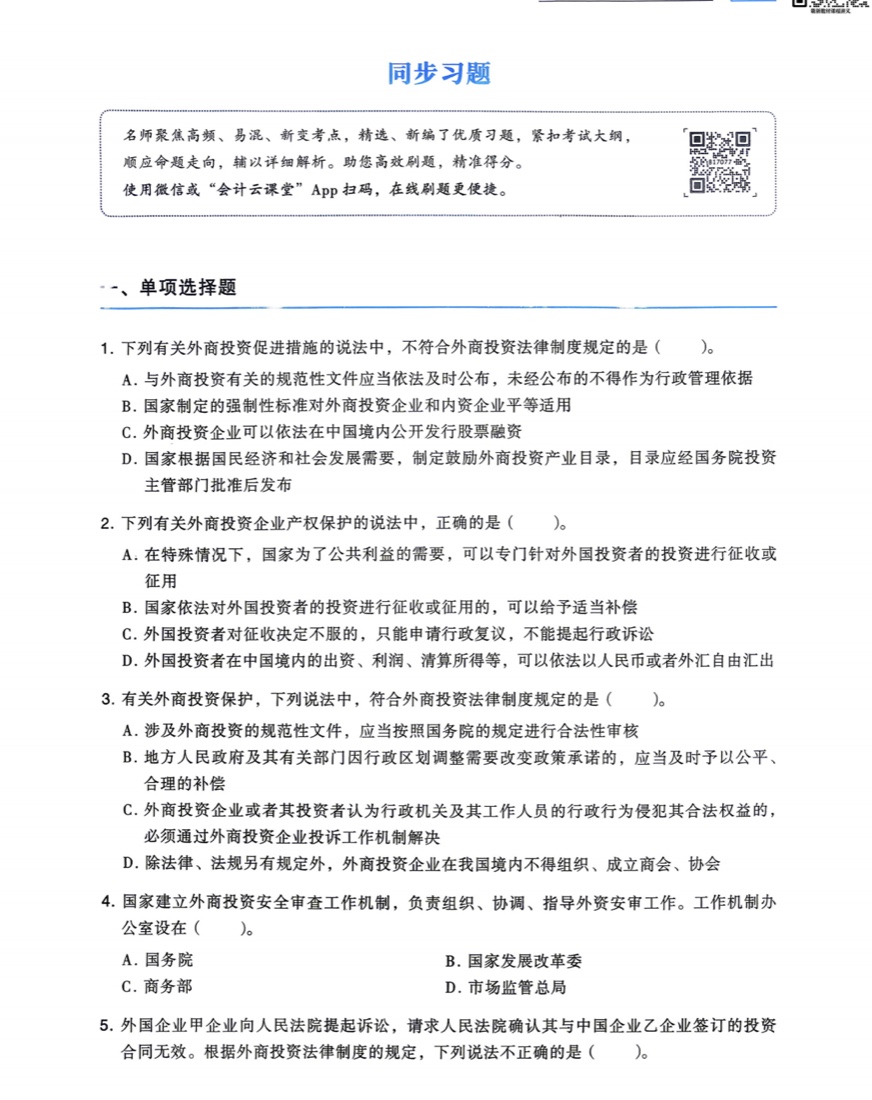 同步习题
名师聚焦高频、易混、新变考点，精选、新编了优质习题，紧扣考试大纲，
顺应命题走向，辅以详细解析。助您高效刷题，精准得分。
使用微信或“会计云课堂”App 扫码，在线刷题更便捷。
一、单项选择题
1. 下列有关外商投资促进措施的说法中，不符合外商投资法律制度规定的是（　　）。
A. 与外商投资有关的规范性文件应当依法及时公布，未经公布的不得作为行政管理依据
B. 国家制定的强制性标准对外商投资企业和内资企业平等适用
C. 外商投资企业可以依法在中国境内公开发行股票融资
D. 国家根据国民经济和社会发展需要，制定鼓励外商投资产业目录，目录应经国务院投资
主管部门批准后发布
2. 下列有关外商投资企业产权保护的说法中，正确的是（　　）。
A. 在特殊情况下，国家为了公共利益的需要，可以专门针对外国投资者的投资进行征收或
征用
B. 国家依法对外国投资者的投资进行征收或征用的，可以给予适当补偿
C. 外国投资者对征收决定不服的，只能申请行政复议，不能提起行政诉讼
D. 外国投资者在中国境内的出资、利润、清算所得等，可以依法以人民币或者外汇自由汇出
3. 有关外商投资保护，下列说法中，符合外商投资法律制度规定的是（　　）。
A. 涉及外商投资的规范性文件，应当按照国务院的规定进行合法性审核
B. 地方人民政府及其有关部门因行政区划调整需要改变政策承诺的，应当及时予以公平、
合理的补偿
C. 外商投资企业或者其投资者认为行政机关及其工作人员的行政行为侵犯其合法权益的，
必须通过外商投资企业投诉工作机制解决
D. 除法律、法规另有规定外，外商投资企业在我国境内不得组织、成立商会、协会
4. 国家建立外商投资安全审查工作机制，负责组织、协调、指导外资安审工作。工作机制办
公室设在（　　）。
A. 国务院
B. 国家发展改革委
C. 商务部
D. 市场监管总局
5. 外国企业甲企业向人民法院提起诉讼，请求人民法院确认其与中国企业乙企业签订的投资
合同无效。根据外商投资法律制度的规定，下列说法不正确的是（　　）。